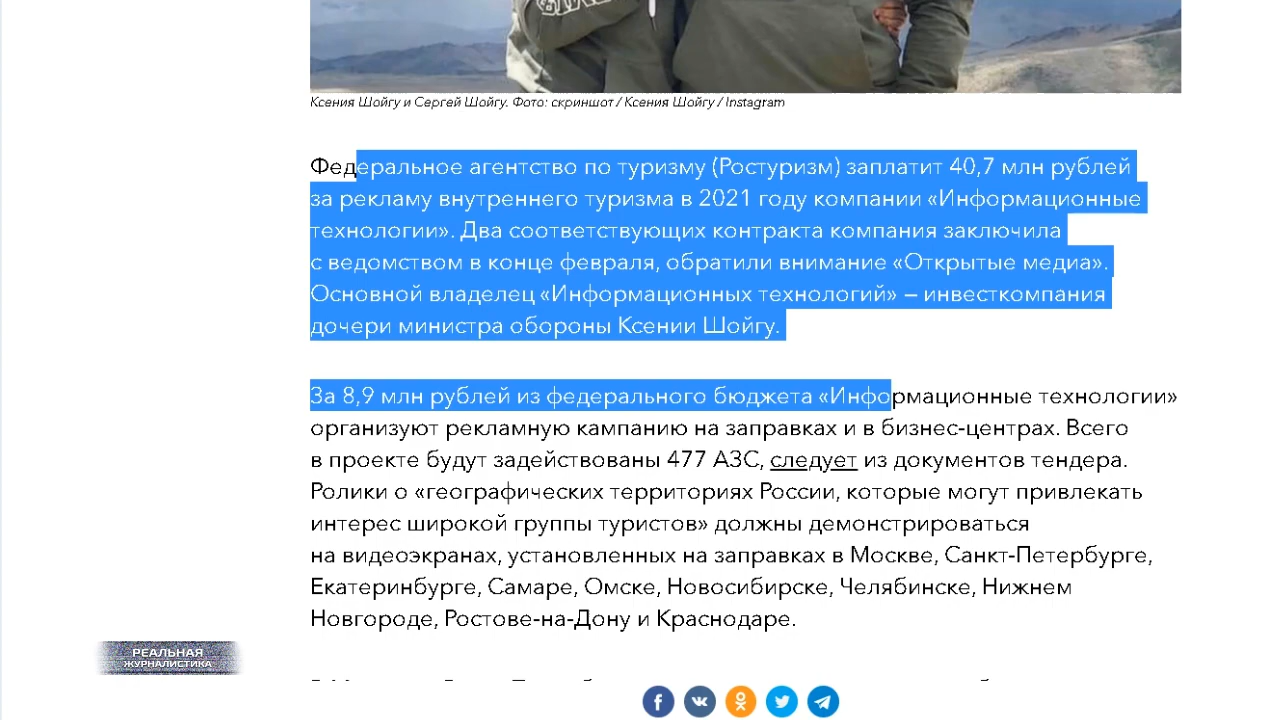 Ксения Шойгу и Сергей Шойгу. Фото: скриншот / Ксения Шойгу / Instagram
Федеральное агентство по туризму (Ростуризм) заплатит 40,7 млн рублей
за рекламу внутреннего туризма в 2021 году компании «Информационные
технологии». Два соответствующих контракта компания заключила
с ведомством в конце февраля, обратили внимание «Открытые медиа».
Основной владелец «Информационных технологий» — инвесткомпания
дочери министра обороны Ксении Шойгу.
За 8,9 млн рублей из федерального бюджета «Информационные технологии»
организуют рекламную кампанию на заправках и в бизнес-центрах. Всего
в проекте будут задействованы 477 АЗС, следует из документов тендера.
Ролики о «географических территориях России, которые могут привлекать
интерес широкой группы туристов» должны демонстрироваться
на видеоэкранах, установленных на заправках в Москве, Санкт-Петербурге,
Екатеринбурге, Самаре, Омске, Новосибирске, Челябинске, Нижнем
Новгороде, Ростове-на-Дону и Краснодаре.
РЕАЛЬНАЯ
ЖУРНАЛИСТИКА